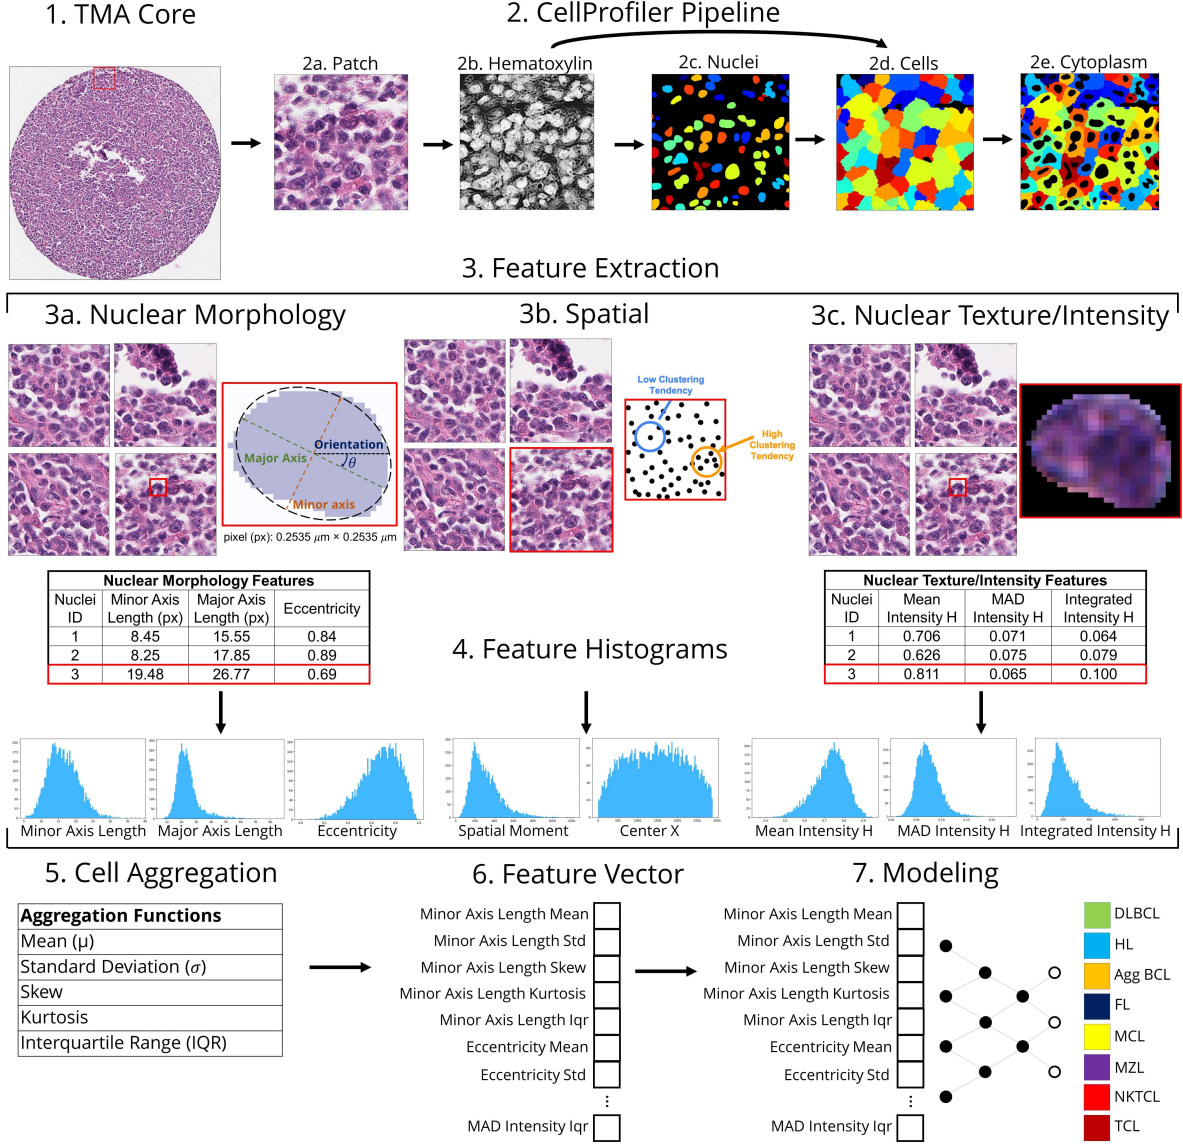 1. TMA Core
2. CellProfiler Pipeline
2a. Patch
2b. Hematoxylin
2c. Nuclei
2d. Cells
2e. Cytoplasm
3. Feature Extraction
3a. Nuclear Morphology
3b. Spatial
3c. Nuclear Texture/Intensity
Orientation
Major Axis
θ
Minor axis
pixel (px): 0.2535 μm × 0.2535 μm
Low Clustering
Tendency
High
Clustering
Tendency
Nuclear Morphology Features
Nuclei ID Minor Axis Length (px) Major Axis Length (px) Eccentricity
1 8.45 15.55 0.84
2 8.25 17.85 0.89
3 19.48 26.77 0.69
Nuclear Texture/Intensity Features
Nuclei ID Mean Intensity H MAD Intensity H Integrated Intensity H
1 0.706 0.071 0.064
2 0.626 0.075 0.079
3 0.811 0.065 0.100
4. Feature Histograms
Minor Axis Length
Major Axis Length
Eccentricity
Spatial Moment
Center X
Mean Intensity H
MAD Intensity H
Integrated Intensity H
5. Cell Aggregation
Aggregation Functions
Mean (μ)
Standard Deviation (σ)
Skew
Kurtosis
Interquartile Range (IQR)
6. Feature Vector
Minor Axis Length Mean
Minor Axis Length Std
Minor Axis Length Skew
Minor Axis Length Kurtosis
Minor Axis Length Iqr
Eccentricity Mean
Eccentricity Std
⋮
MAD Intensity Iqr
7. Modeling
Minor Axis Length Mean
Minor Axis Length Std
Minor Axis Length Skew
Minor Axis Length Kurtosis
Minor Axis Length Iqr
Eccentricity Mean
Eccentricity Std
⋮
MAD Intensity Iqr
DLBCL
HL
Agg BCL
FL
MCL
MZL
NKTCL
TCL